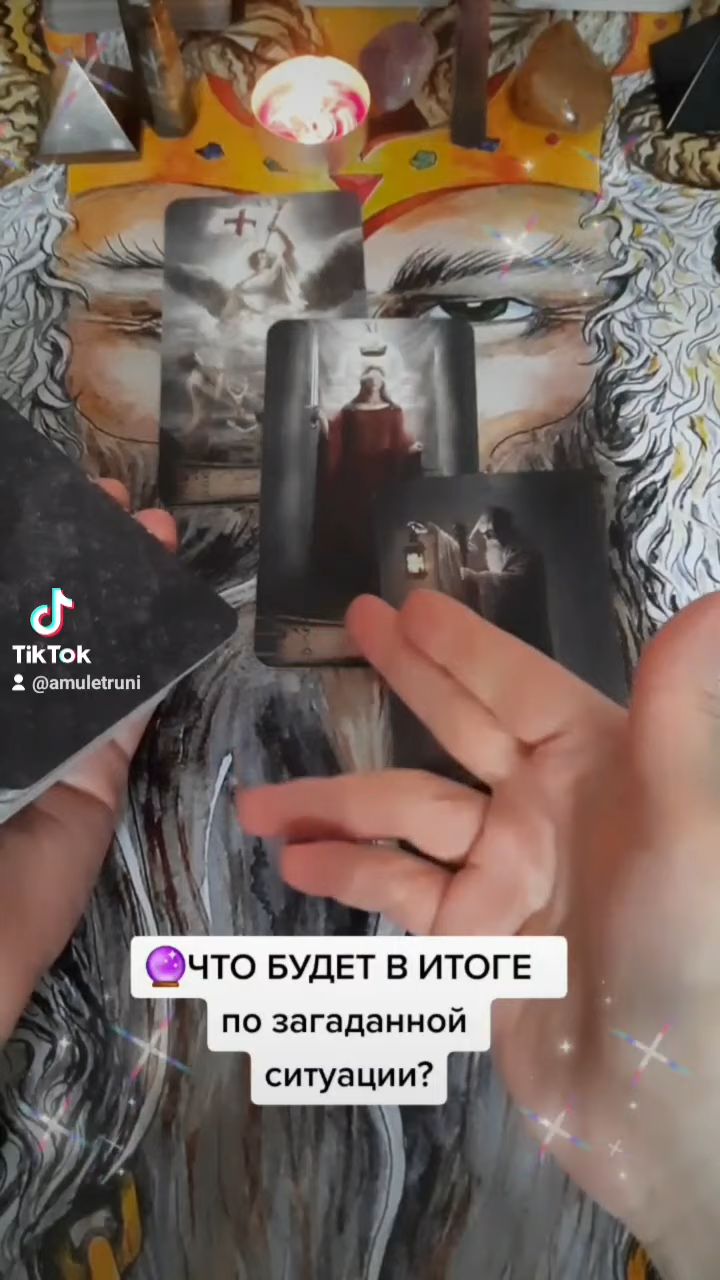 TikTok
@amuletruni
🔮ЧТО БУДЕТ В ИТОГЕ
по загаданной
ситуации?